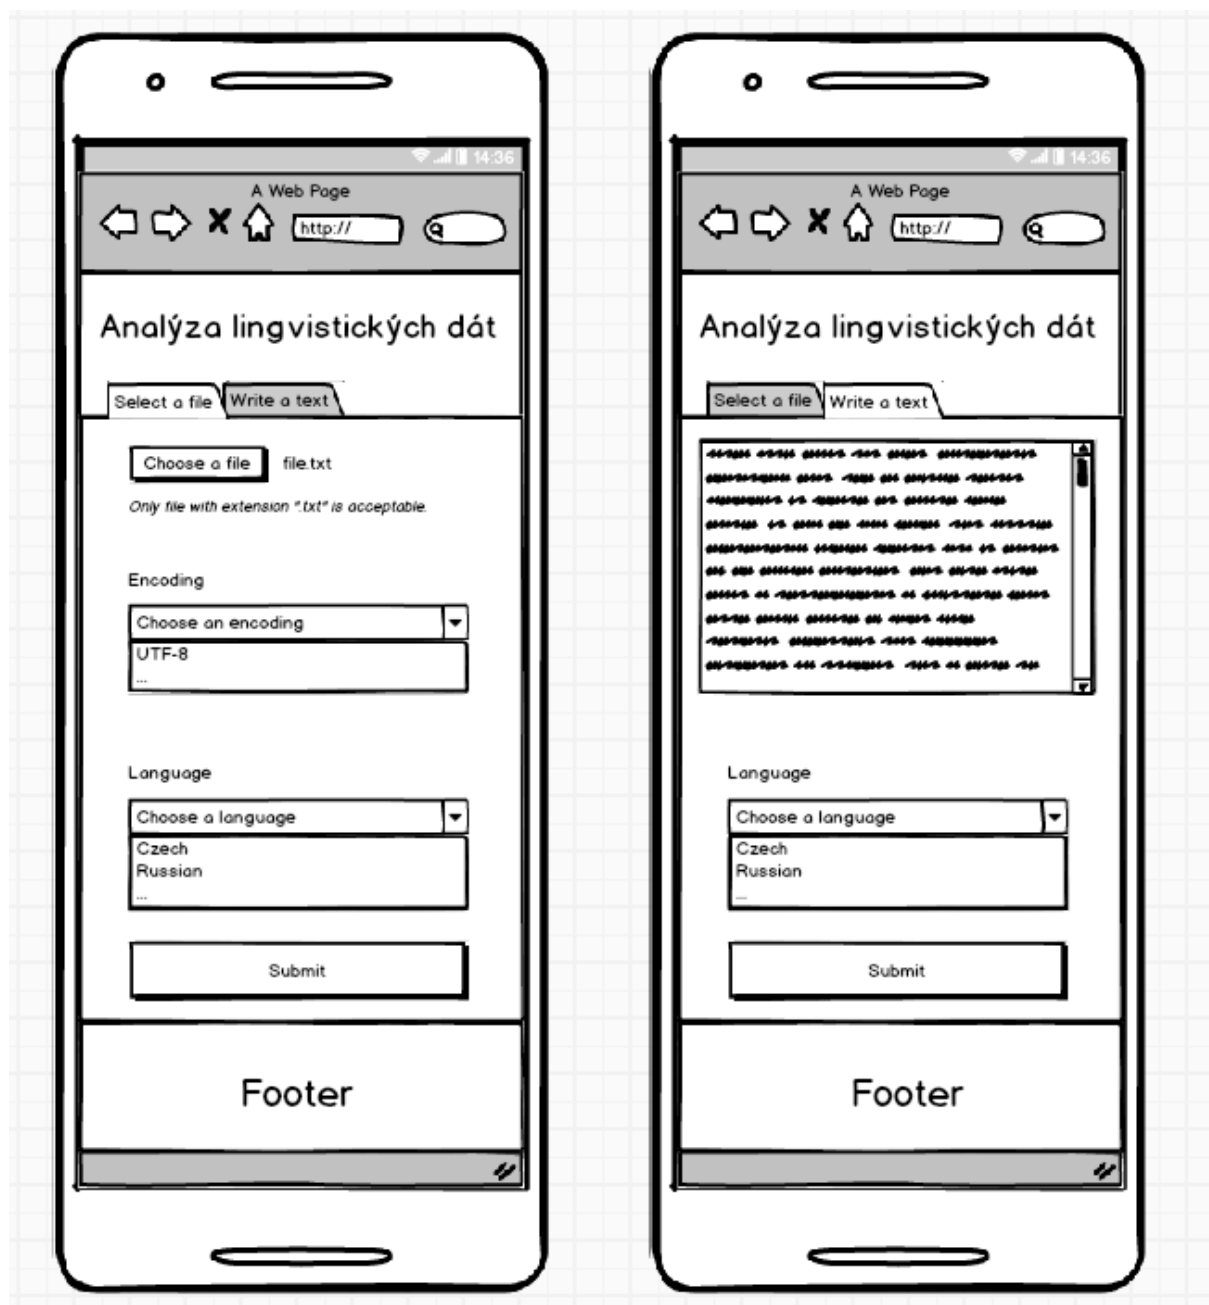 14:36
A Web Page
http://
Analýza lingvistických dát
Select a file Write a text
Choose a file file.txt
Only file with extension ".txt" is acceptable.
Encoding
Choose an encoding
UTF-8
...
Language
Choose a language
Czech
Russian
...
Submit
Footer
14:36
A Web Page
http://
Analýza lingvistických dát
Select a file Write a text
Language
Choose a language
Czech
Russian
...
Submit
Footer